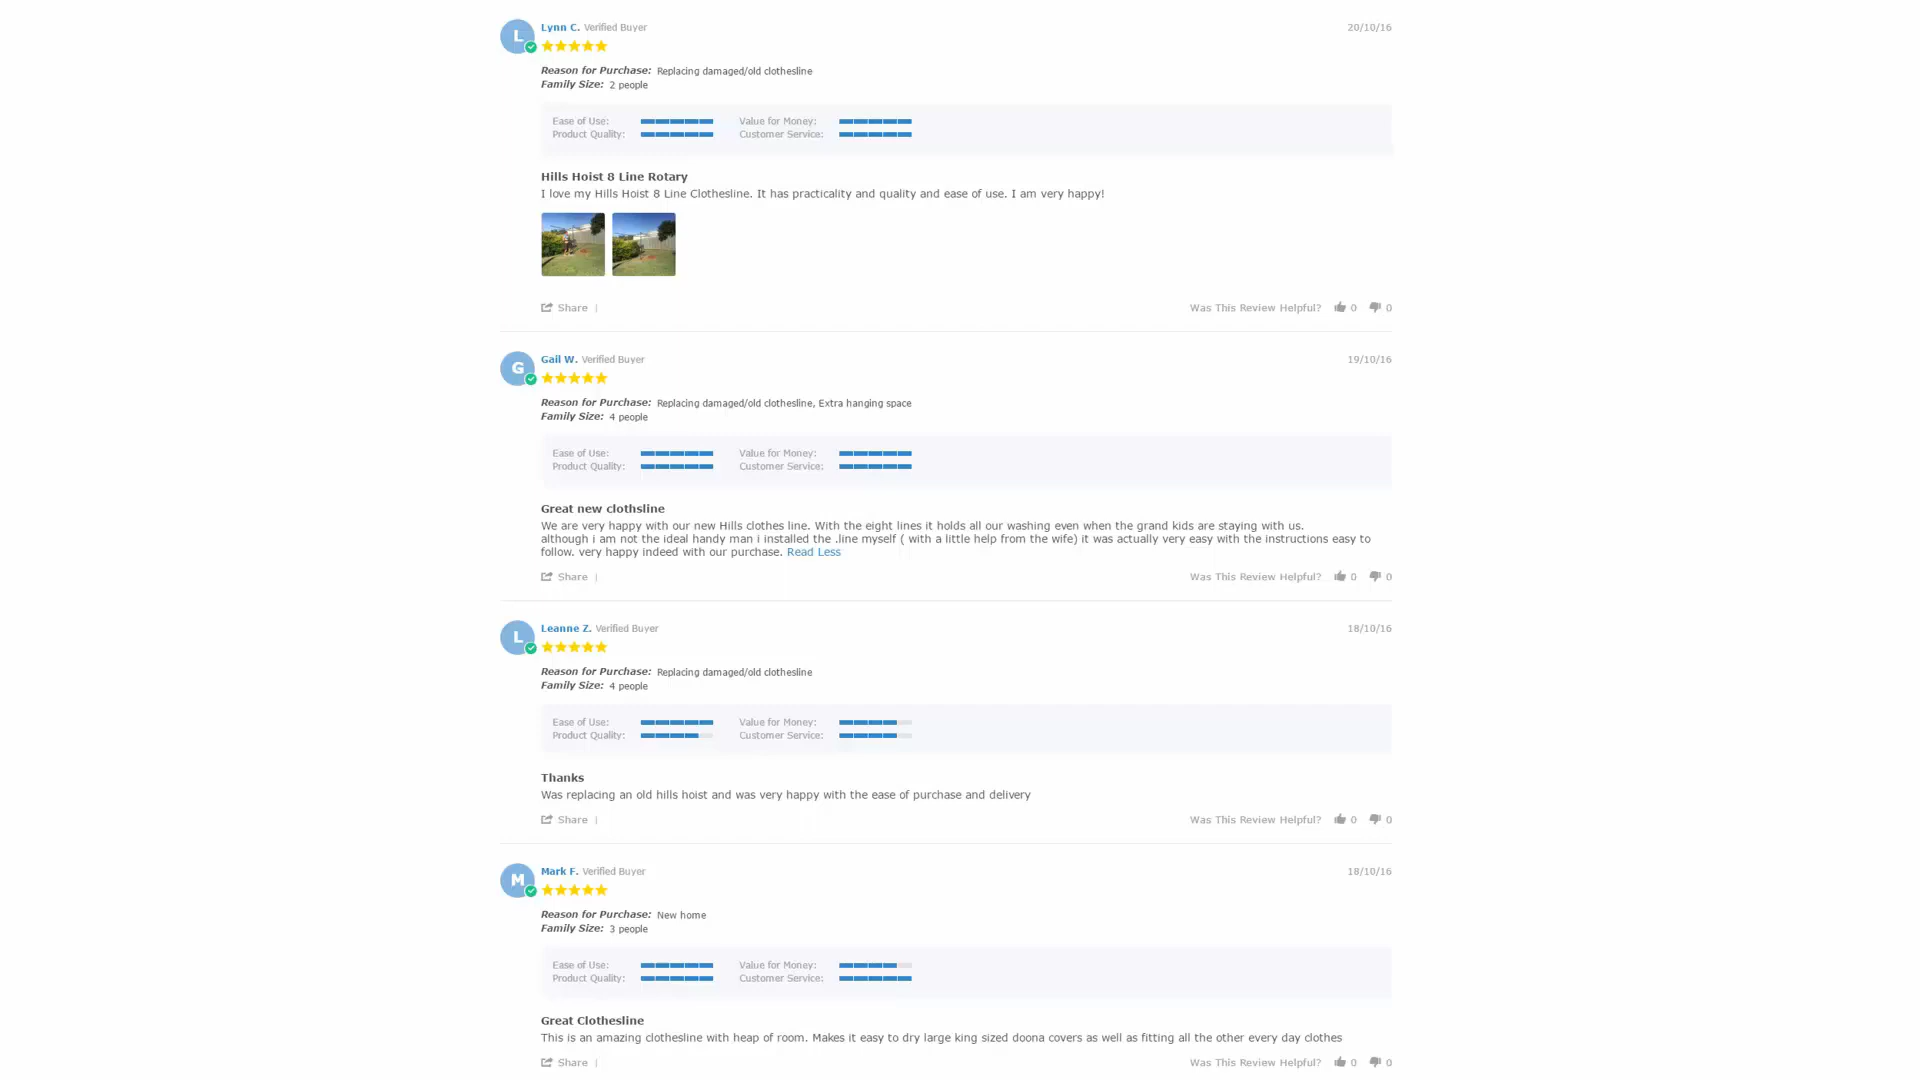 L
Lynn C. Verified Buyer 20/10/16
Reason for Purchase: Replacing damaged/old clothesline
Family Size: 2 people
Ease of Use: Value for Money:
Product Quality: Customer Service:
Hills Hoist 8 Line Rotary
I love my Hills Hoist 8 Line Clothesline. It has practicality and quality and ease of use. I am very happy!
Share | Was This Review Helpful? 0 0
G
Gail W. Verified Buyer 19/10/16
Reason for Purchase: Replacing damaged/old clothesline, Extra hanging space
Family Size: 4 people
Ease of Use: Value for Money:
Product Quality: Customer Service:
Great new clothsline
We are very happy with our new Hills clothes line. With the eight lines it holds all our washing even when the grand kids are staying with us.
although i am not the ideal handy man i installed the .line myself ( with a little help from the wife) it was actually very easy with the instructions easy to
follow. very happy indeed with our purchase. Read Less
Share | Was This Review Helpful? 0 0
L
Leanne Z. Verified Buyer 18/10/16
Reason for Purchase: Replacing damaged/old clothesline
Family Size: 4 people
Ease of Use: Value for Money:
Product Quality: Customer Service:
Thanks
Was replacing an old hills hoist and was very happy with the ease of purchase and delivery
Share | Was This Review Helpful? 0 0
M
Mark F. Verified Buyer 18/10/16
Reason for Purchase: New home
Family Size: 3 people
Ease of Use: Value for Money:
Product Quality: Customer Service:
Great Clothesline
This is an amazing clothesline with heap of room. Makes it easy to dry large king sized doona covers as well as fitting all the other every day clothes
Share | Was This Review Helpful? 0 0